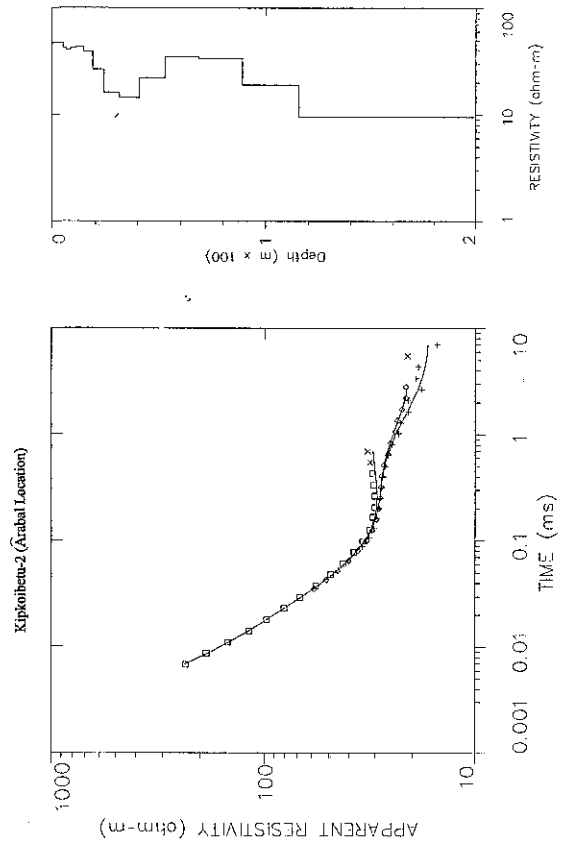 Kipkoibetu-2 (Arabal Location)
APPARENT RESISTIVITY (ohm-m)
1000
100
10
0.001
0.01
0.1
1
10
TIME (ms)
Depth (m x 100)
0
1
2
1
10
100
RESISTIVITY (ohm-m)